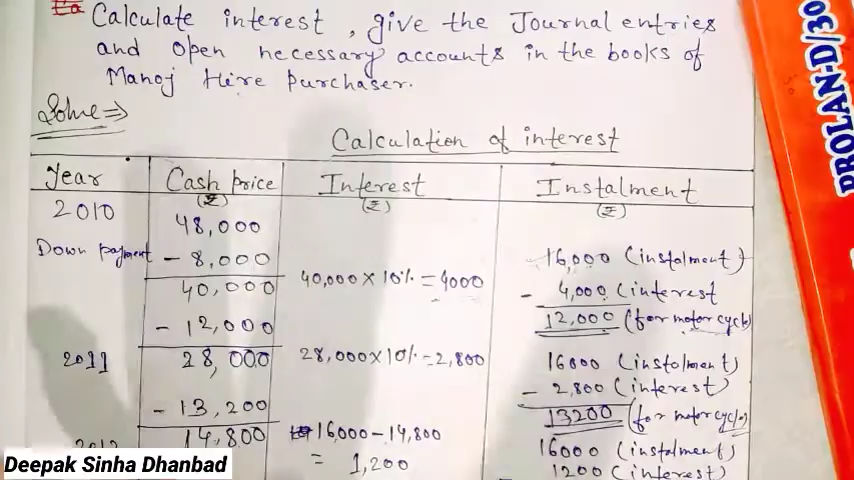 Calculate interest, give the Journal entries
and open necessary accounts in the books of
Manoj Hire purchaser.
Solve ⇒
Calculation of interest
Year Cash price (₹) Interest (₹) Instalment (₹)
2010 48,000
Down payment - 8,000 16,000 (instalment)
40,000 40,000 X 10% = 4000 - 4,000 (interest
- 12,000 12,000 (for motor cycle)
2011 28,000 28,000 X 10% = 2,800 16000 (instalment)
- 2,800 (interest)
- 13,200 13200 (for motor cycle)
14,800 16,000 - 14,800 16000 (instalment)
2012 = 1,200 1200 (interest)
Deepak Sinha Dhanbad
PROLAN-D/30